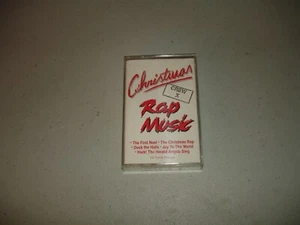 Christmas
CREW
X
Rap
Music
• The First Noel • The Christmas Rap
• Deck the Halls • Joy To The World
• Hark! The Herald Angels Sing